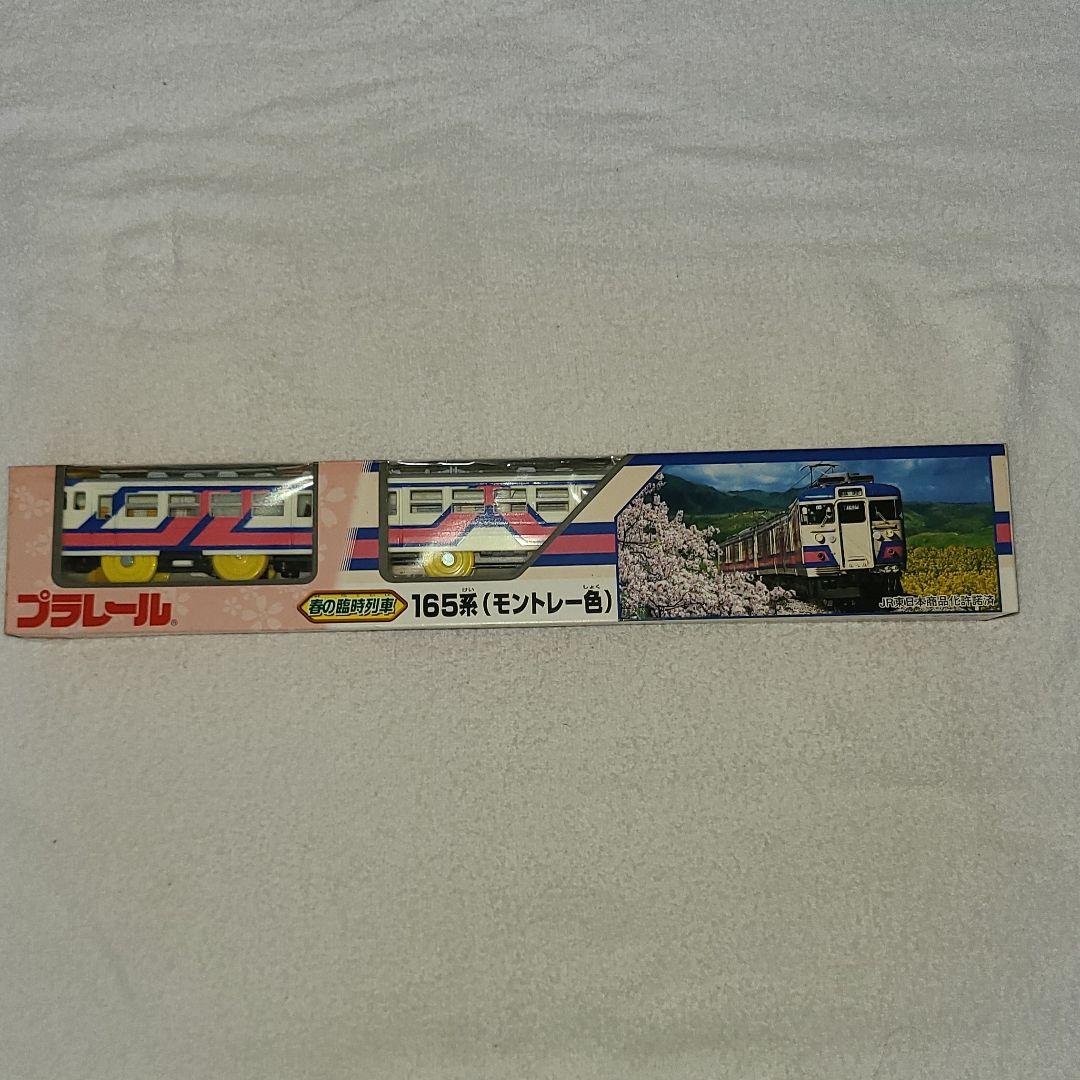 プラレール®
春の臨時列車
165系(モントレー色)
けい
しょく
JR東日本商品化許諾済